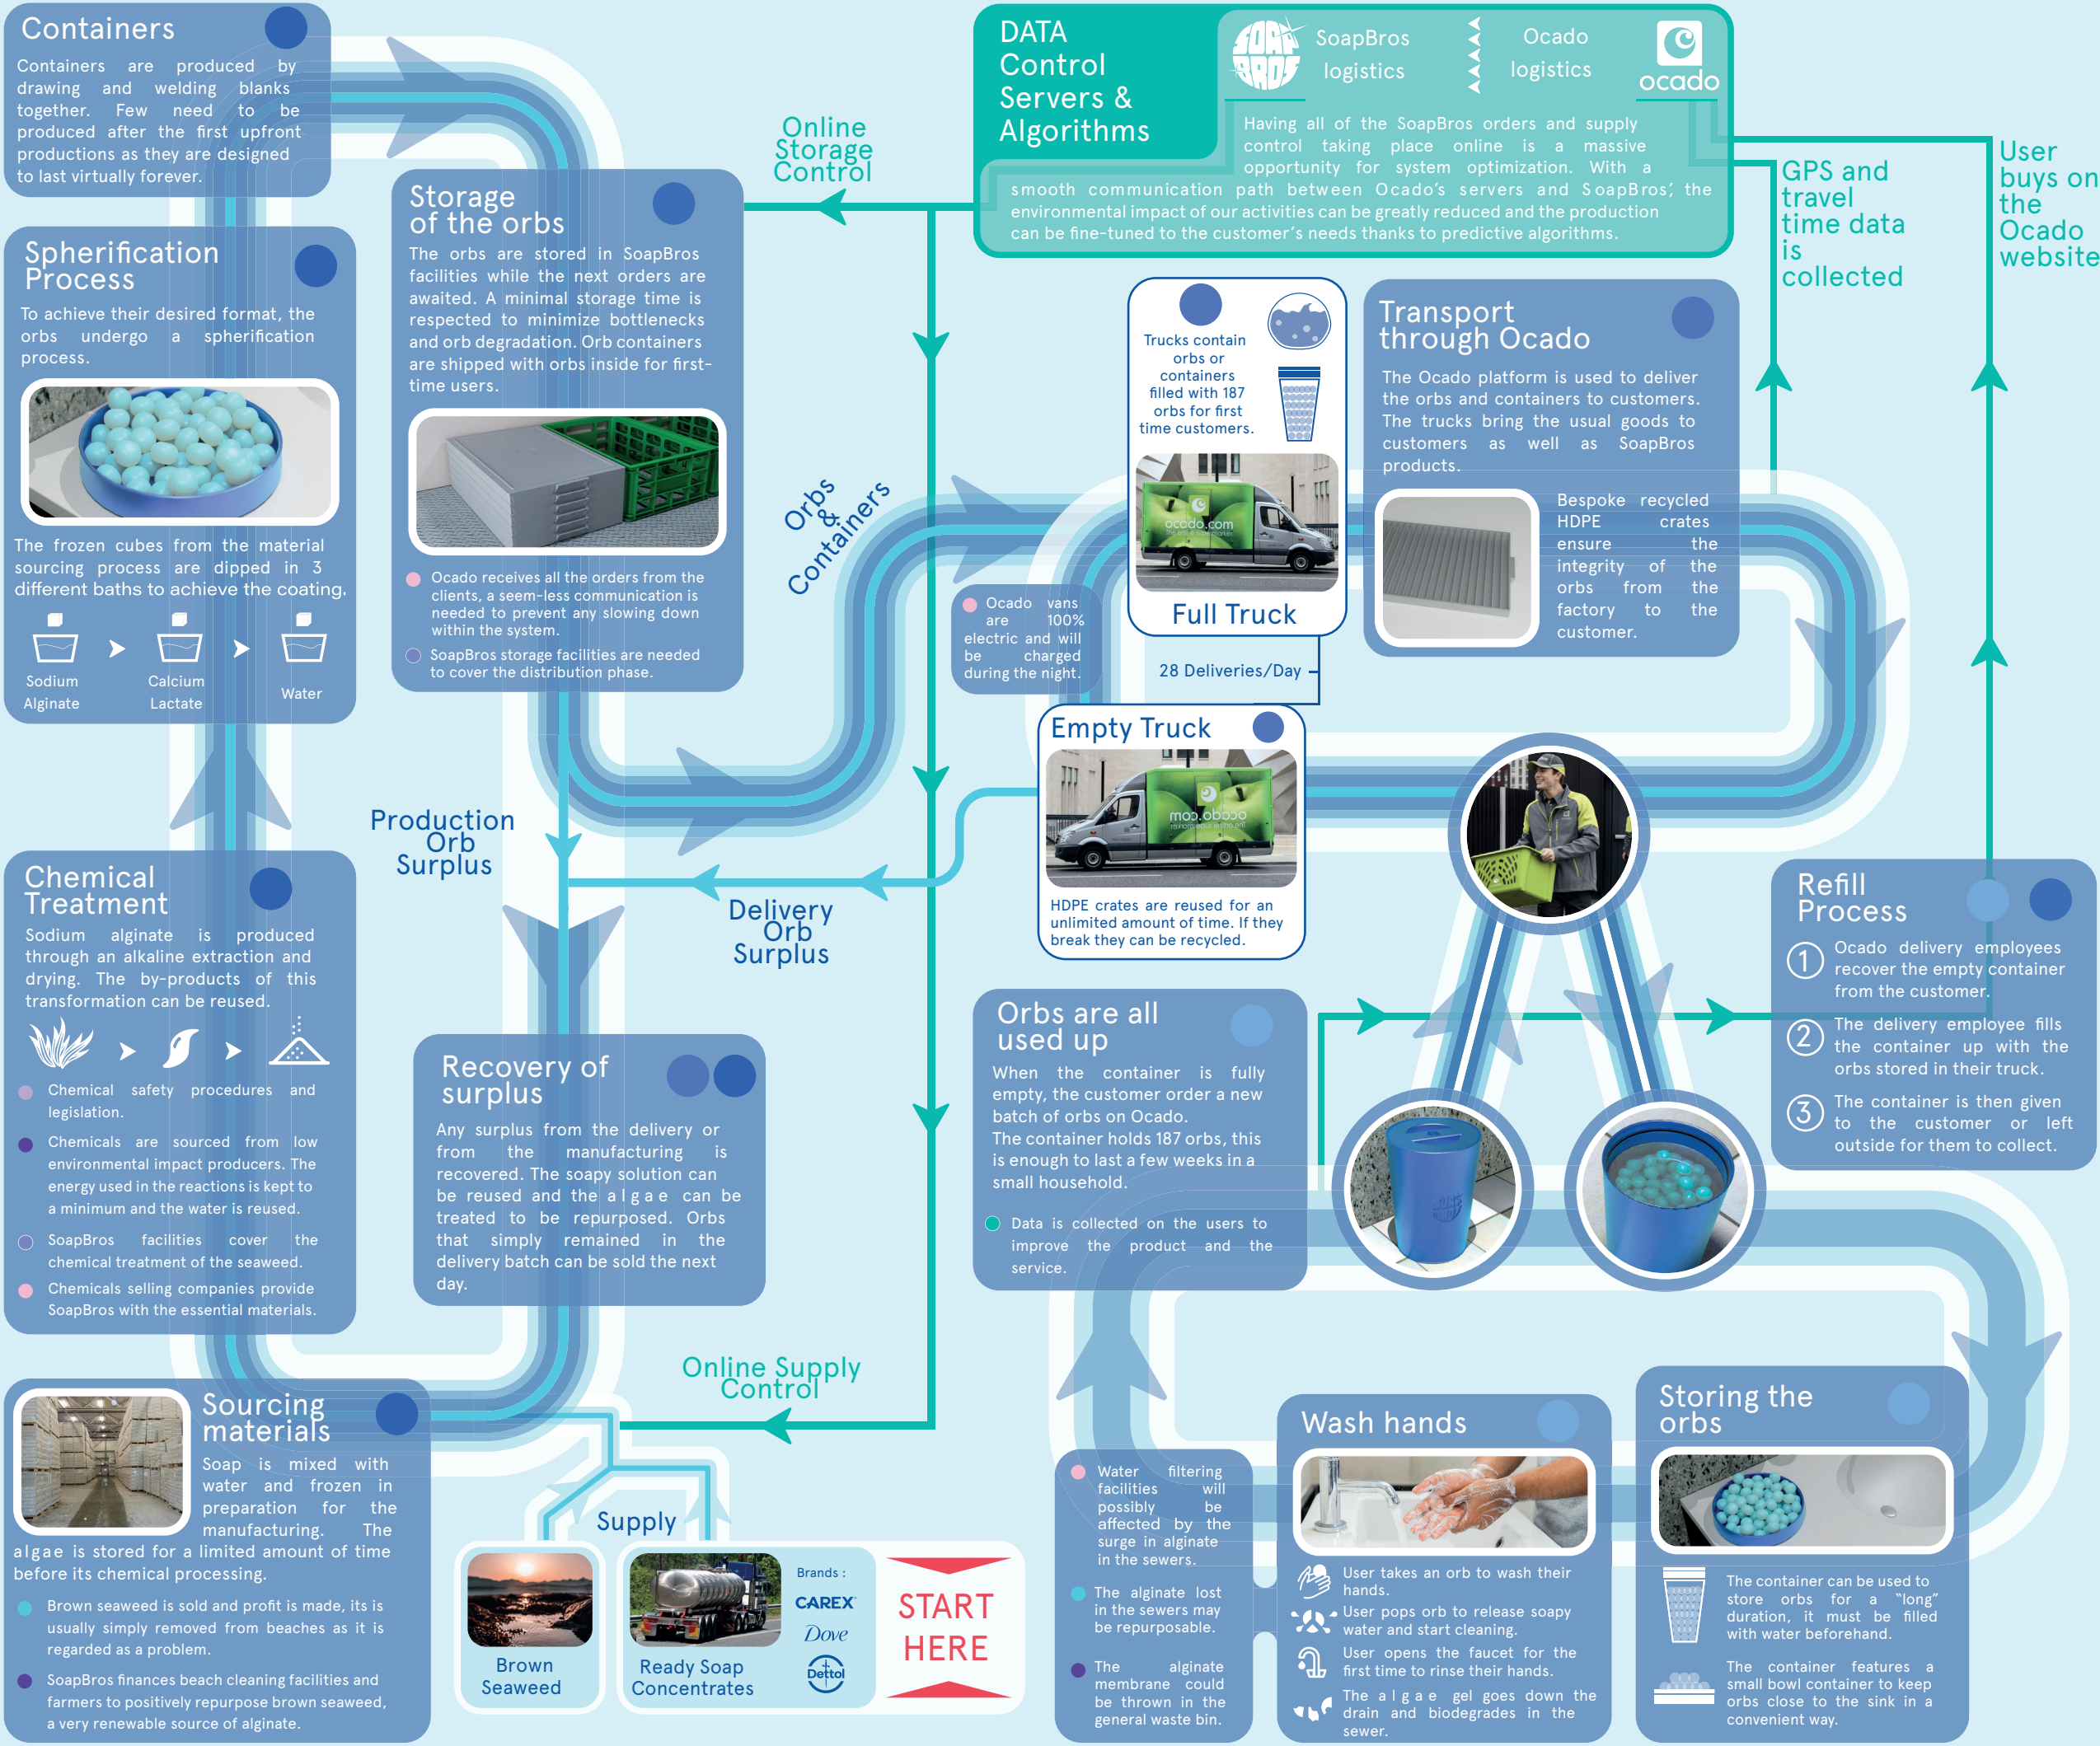 Containers
Containers are produced by
drawing and welding blanks
together. Few need to be
produced after the first upfront
productions as they are designed
to last virtually forever.
Spherification
Process
To achieve their desired format, the
orbs undergo a spherification
process.
The frozen cubes from the material
sourcing process are dipped in 3
different baths to achieve the coating.
Sodium
Alginate
Calcium
Lactate
Water
Chemical
Treatment
Sodium alginate is produced
through an alkaline extraction and
drying. The by-products of this
transformation can be reused.
Chemical safety procedures and
legislation.
Chemicals are sourced from low
environmental impact producers. The
energy used in the reactions is kept to
a minimum and the water is reused.
SoapBros facilities cover the
chemical treatment of the seaweed.
Chemicals selling companies provide
SoapBros with the essential materials.
Sourcing
materials
Soap is mixed with
water and frozen in
preparation for the
manufacturing. The
algae is stored for a limited amount of time
before its chemical processing.
Brown seaweed is sold and profit is made, its is
usually simply removed from beaches as it is
regarded as a problem.
SoapBros finances beach cleaning facilities and
farmers to positively repurpose brown seaweed,
a very renewable source of alginate.
Storage
of the orbs
The orbs are stored in SoapBros
facilities while the next orders are
awaited. A minimal storage time is
respected to minimize bottlenecks
and orb degradation. Orb containers
are shipped with orbs inside for first-
time users.
Ocado receives all the orders from the
clients, a seem-less communication is
needed to prevent any slowing down
within the system.
SoapBros storage facilities are needed
to cover the distribution phase.
Production
Orb
Surplus
Delivery
Orb
Surplus
Recovery of
surplus
Any surplus from the delivery or
from the manufacturing is
recovered. The soapy solution can
be reused and the algae can be
treated to be repurposed. Orbs
that simply remained in the
delivery batch can be sold the next
day.
Online Supply
Control
Supply
Brown
Seaweed
Ready Soap
Concentrates
Brands :
CAREX
Dove
Dettol
START
HERE
Online
Storage
Control
Orbs
&
Containers
DATA
Control
Servers &
Algorithms
SOAP
BROS
SoapBros
logistics
Ocado
logistics
ocado
Having all of the SoapBros orders and supply
control taking place online is a massive
opportunity for system optimization. With a
smooth communication path between Ocado's servers and SoapBros', the
environmental impact of our activities can be greatly reduced and the production
can be fine-tuned to the customer's needs thanks to predictive algorithms.
GPS and
travel
time data
is
collected
User
buys on
the
Ocado
website
Trucks contain
orbs or
containers
filled with 187
orbs for first
time customers.
ocado.com
Full Truck
Ocado vans
are 100%
electric and will
be charged
during the night.
28 Deliveries/Day
Empty Truck
ocado.com
HDPE crates are reused for an
unlimited amount of time. If they
break they can be recycled.
Transport
through Ocado
The Ocado platform is used to deliver
the orbs and containers to customers.
The trucks bring the usual goods to
customers as well as SoapBros
products.
Bespoke recycled
HDPE crates
ensure the
integrity of the
orbs from the
factory to the
customer.
Refill
Process
1 Ocado delivery employees
recover the empty container
from the customer.
2 The delivery employee fills
the container up with the
orbs stored in their truck.
3 The container is then given
to the customer or left
outside for them to collect.
Orbs are all
used up
When the container is fully
empty, the customer order a new
batch of orbs on Ocado.
The container holds 187 orbs, this
is enough to last a few weeks in a
small household.
Data is collected on the users to
improve the product and the
service.
Water filtering
facilities will
possibly be
affected by the
surge in alginate
in the sewers.
The alginate lost
in the sewers may
be repurposable.
The alginate
membrane could
be thrown in the
general waste bin.
Wash hands
User takes an orb to wash their
hands.
User pops orb to release soapy
water and start cleaning.
User opens the faucet for the
first time to rinse their hands.
The algae gel goes down the
drain and biodegrades in the
sewer.
Storing the
orbs
The container can be used to
store orbs for a "long"
duration, it must be filled
with water beforehand.
The container features a
small bowl container to keep
orbs close to the sink in a
convenient way.